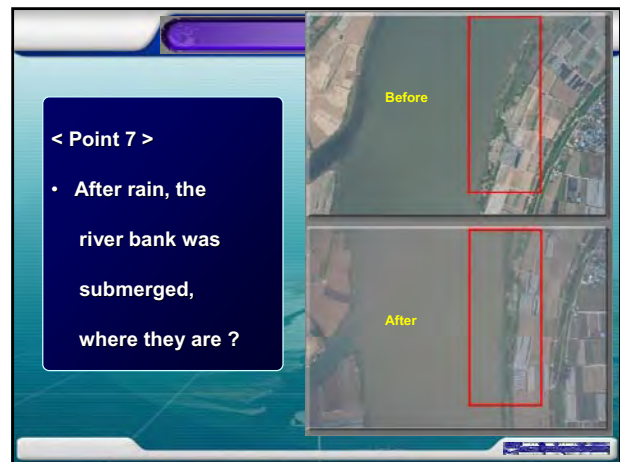 < Point 7 >
• After rain, the
river bank was
submerged,
where they are ?
Before
After